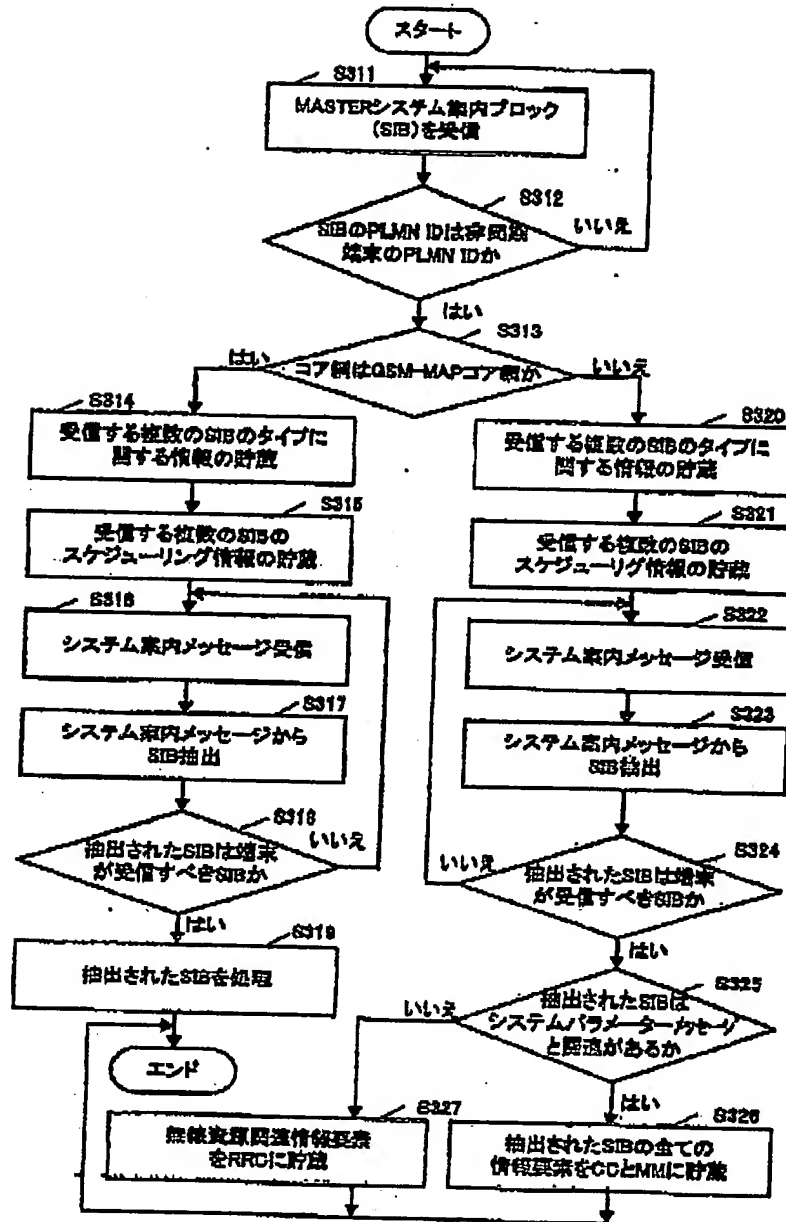 スタート
S311
MASTERシステム案内ブロック
(SIB)を受信
S312
SIBのPLMN IDは非同期
端末のPLMN IDか
いいえ
はい
S313
コア網はGSM-MAPコア網か
はい
いいえ
S314
受信する複数のSIBのタイプに
関する情報の貯蔵
S315
受信する複数のSIBの
スケジューリング情報の貯蔵
S316
システム案内メッセージ受信
S317
システム案内メッセージから
SIB抽出
S318
抽出されたSIBは端末
が受信すべきSIBか
いいえ
はい
S319
抽出されたSIBを処理
エンド
S320
受信する複数のSIBのタイプに
関する情報の貯蔵
S321
受信する複数のSIBの
スケジューリング情報の貯蔵
S322
システム案内メッセージ受信
S323
システム案内メッセージから
SIB抽出
S324
いいえ
抽出されたSIBは端末
が受信すべきSIBか
はい
S325
いいえ
抽出されたSIBは
システムパラメーターメッセージ
と関連があるか
はい
S327
無線資源関連情報要素
をRRCに貯蔵
S326
抽出されたSIBの全ての
情報要素をCCとMMに貯蔵